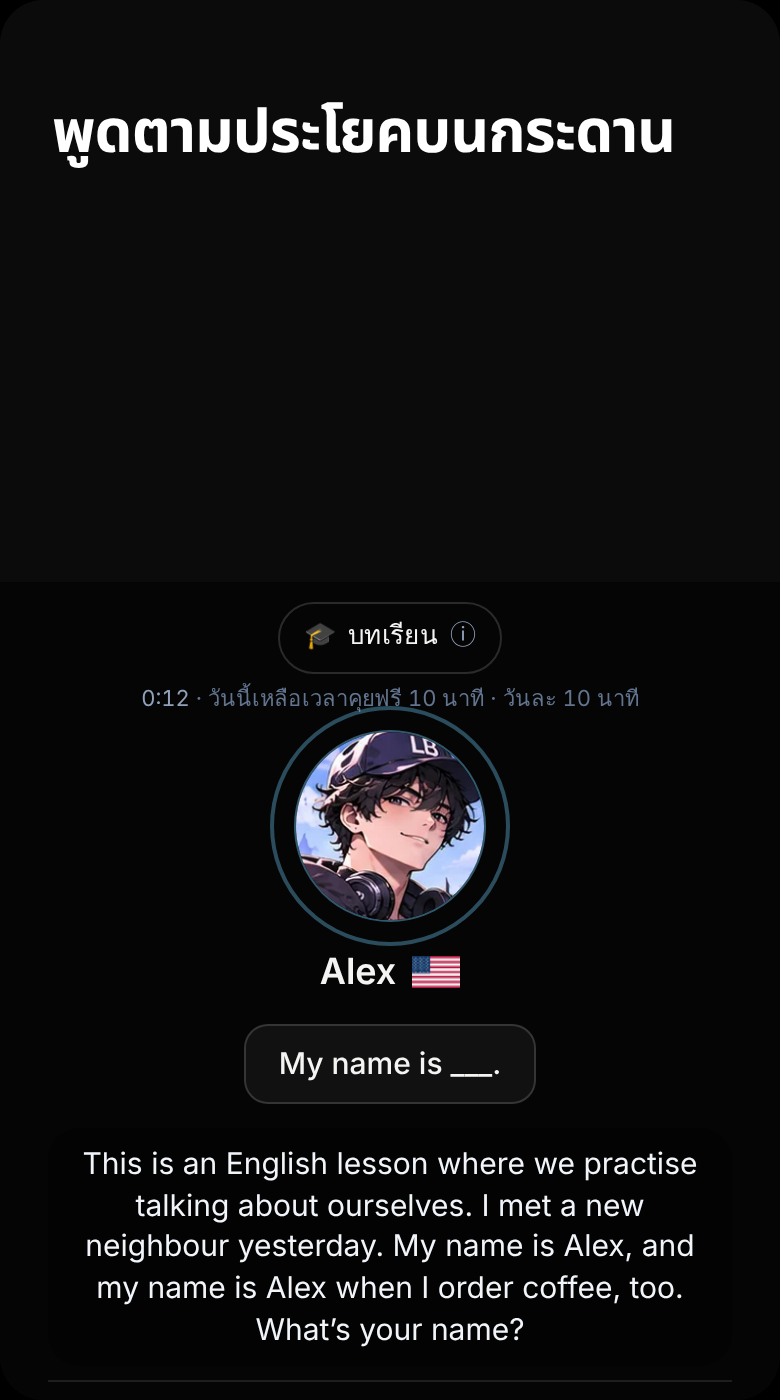 พูดตามประโยคบนกระดาน
🎓 บทเรียน ⓘ
0:12 · วันนี้เหลือเวลาคุยฟรี 10 นาที · วันละ 10 นาที
LB
Alex 🇺🇸
My name is ___.
This is an English lesson where we practise
talking about ourselves. I met a new
neighbour yesterday. My name is Alex, and
my name is Alex when I order coffee, too.
What’s your name?